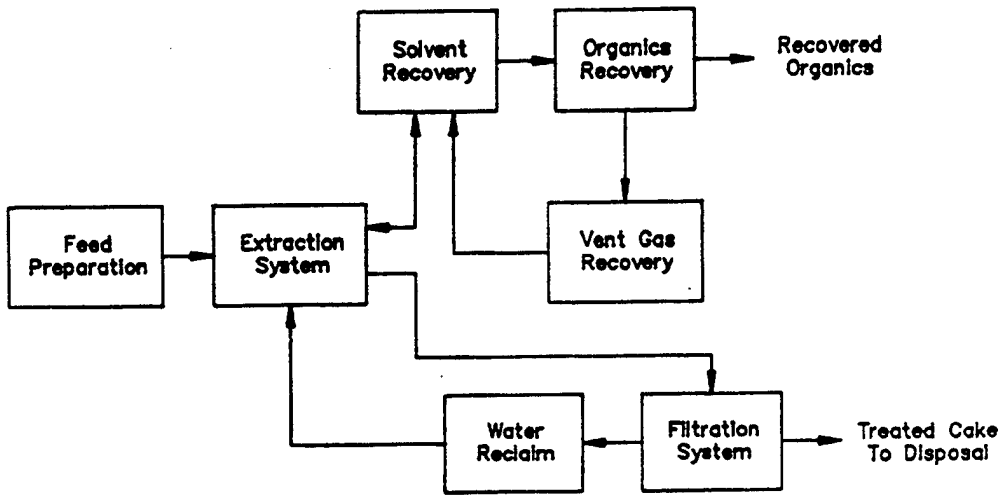 Solvent
Recovery
Organics
Recovery
Recovered
Organics
Feed
Preparation
Extraction
System
Vent Gas
Recovery
Water
Reclaim
Filtration
System
Treated Cake
To Disposal